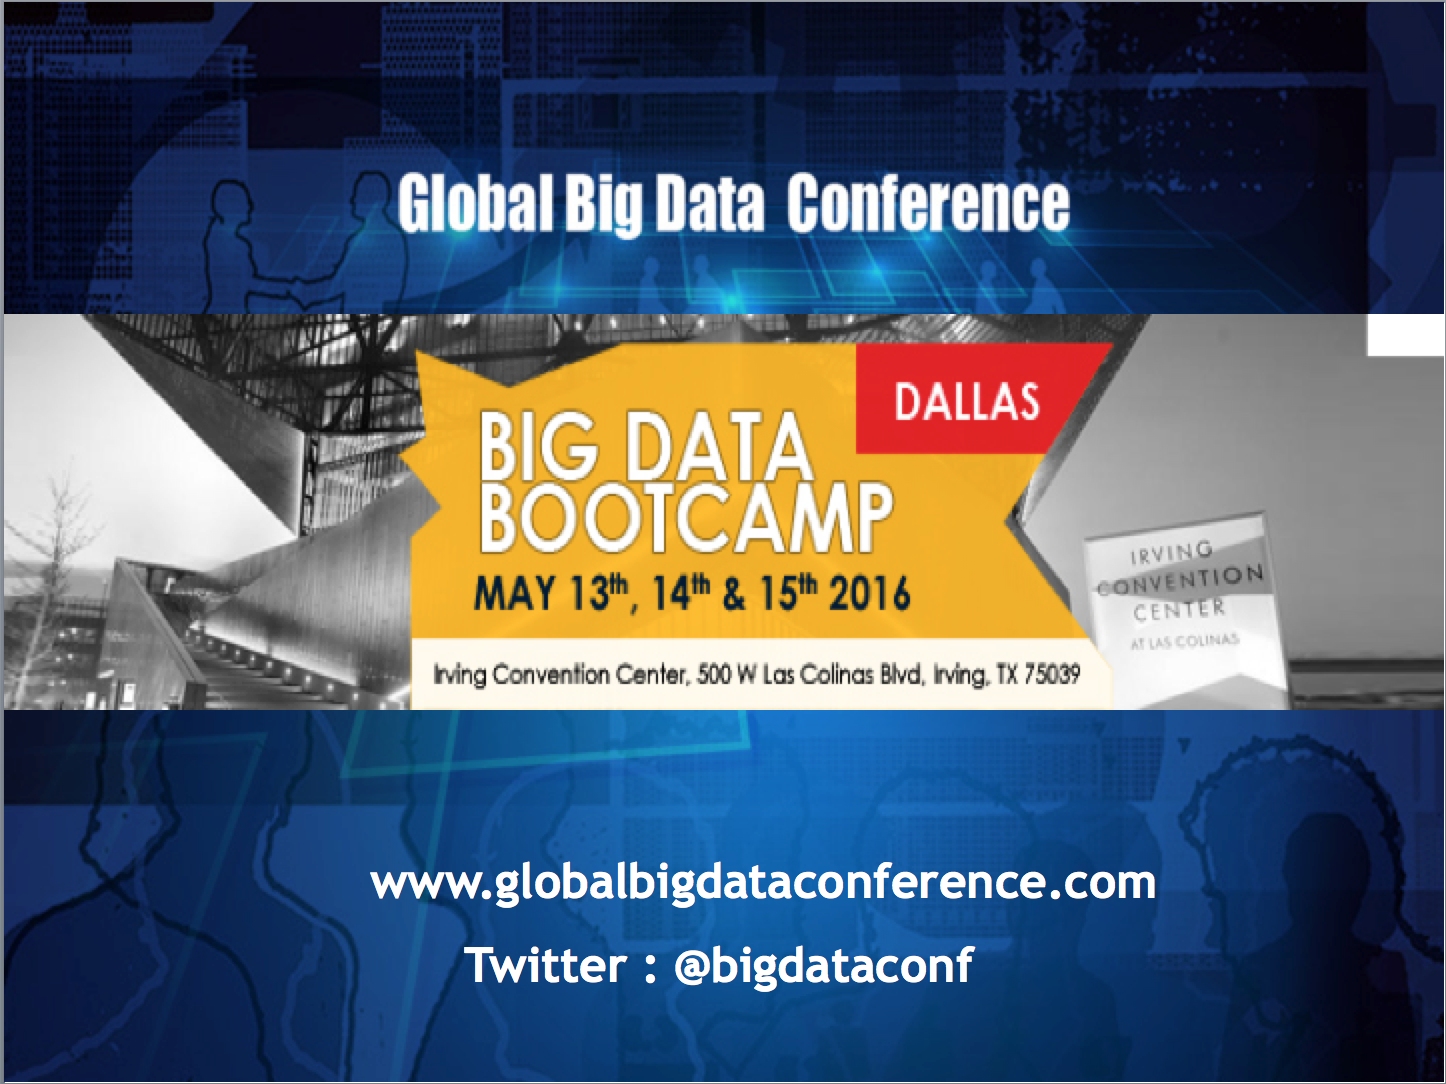 Global Big Data Conference
DALLAS
BIG DATA
BOOTCAMP
MAY 13th, 14th & 15th 2016
Irving Convention Center, 500 W Las Colinas Blvd, Irving, TX 75039
IRVING
CONVENTION
CENTER
AT LAS COLINAS
www.globalbigdataconference.com
Twitter : @bigdataconf